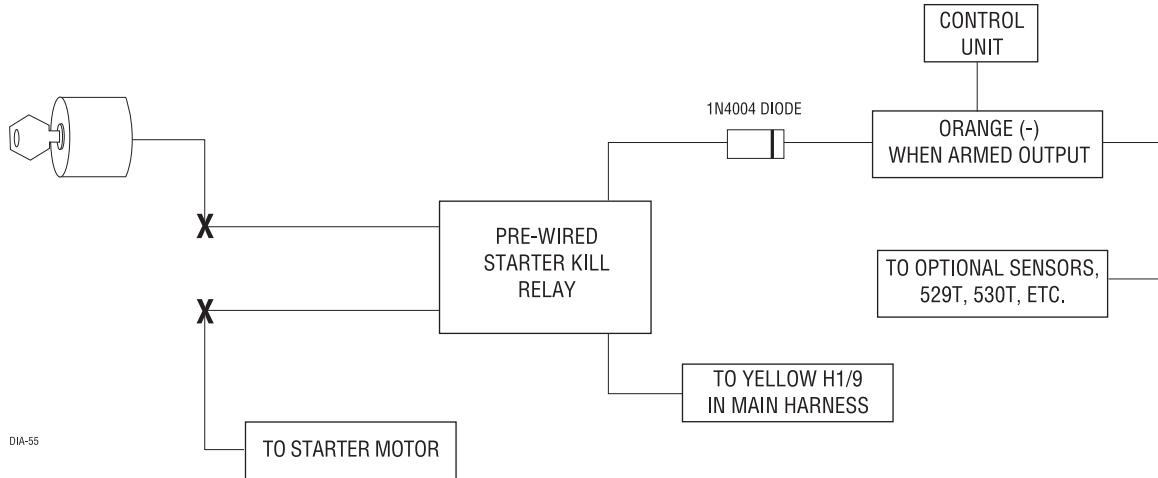 CONTROL
UNIT
1N4004 DIODE
ORANGE (-)
WHEN ARMED OUTPUT
PRE-WIRED
STARTER KILL
RELAY
TO OPTIONAL SENSORS,
529T, 530T, ETC.
TO YELLOW H1/9
IN MAIN HARNESS
DIA-55
TO STARTER MOTOR